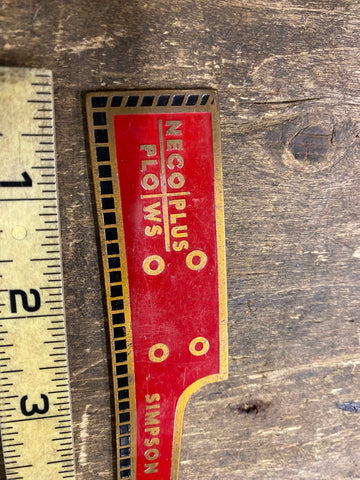 NECO PLUS
PLOWS
SIMPSON
1
2
3